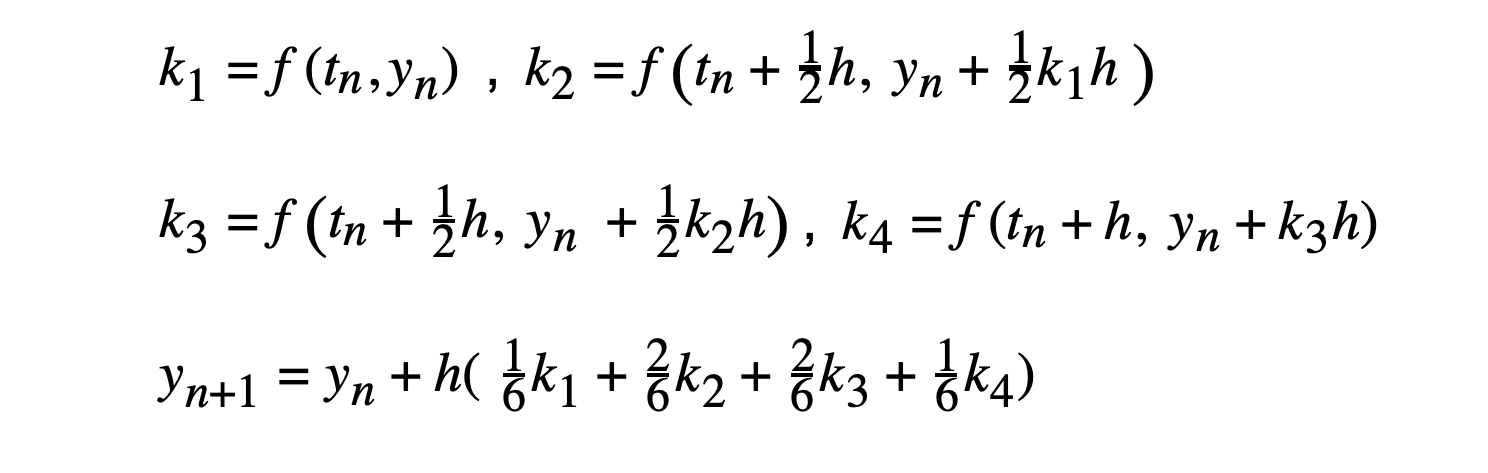 k₁ = f(tₙ, yₙ) , k₂ = f(tₙ + ½h, yₙ + ½k₁h )
k₃ = f(tₙ + ½h, yₙ + ½k₂h) , k₄ = f(tₙ + h, yₙ + k₃h)
yₙ₊₁ = yₙ + h( 1/6k₁ + 2/6k₂ + 2/6k₃ + 1/6k₄)